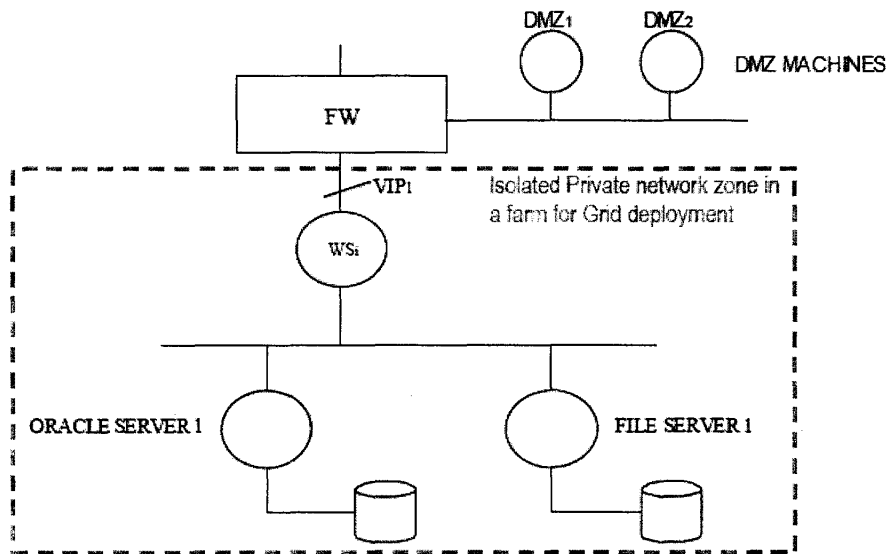 DMZ1
DMZ2
DMZ MACHINES
FW
VIP1
Isolated Private network zone in
a farm for Grid deployment
WSi
ORACLE SERVER 1
FILE SERVER 1